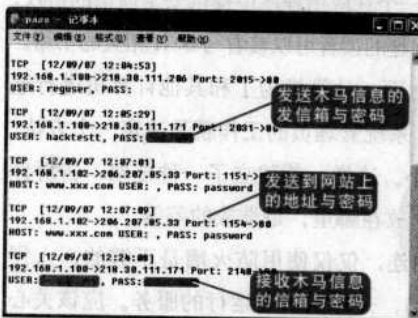 pass - 记事本
文件(F) 编辑(E) 格式(O) 查看(V) 帮助(H)
TCP [12/09/07 12:04:53]
192.168.1.100->218.30.111.206 Port: 2015->80
USER: reguser, PASS:
TCP [12/09/07 12:05:29]
192.168.1.100->218.30.111.171 Port: 2031->80
USER: hacktestt, PASS:
发送木马信息的
发信箱与密码
TCP [12/09/07 12:07:01]
192.168.1.102->206.207.85.33 Port: 1151->
HOST: www.xxx.com USER: , PASS: password
TCP [12/09/07 12:07:09]
192.168.1.102->206.207.85.33 Port: 1154->80
HOST: www.xxx.com USER: , PASS: password
发送到网站上
的地址与密码
TCP [12/09/07 12:24:08]
192.168.1.100->218.30.111.171 Port: 2148->80
USER: , PASS:
接收木马信息
的信箱与密码